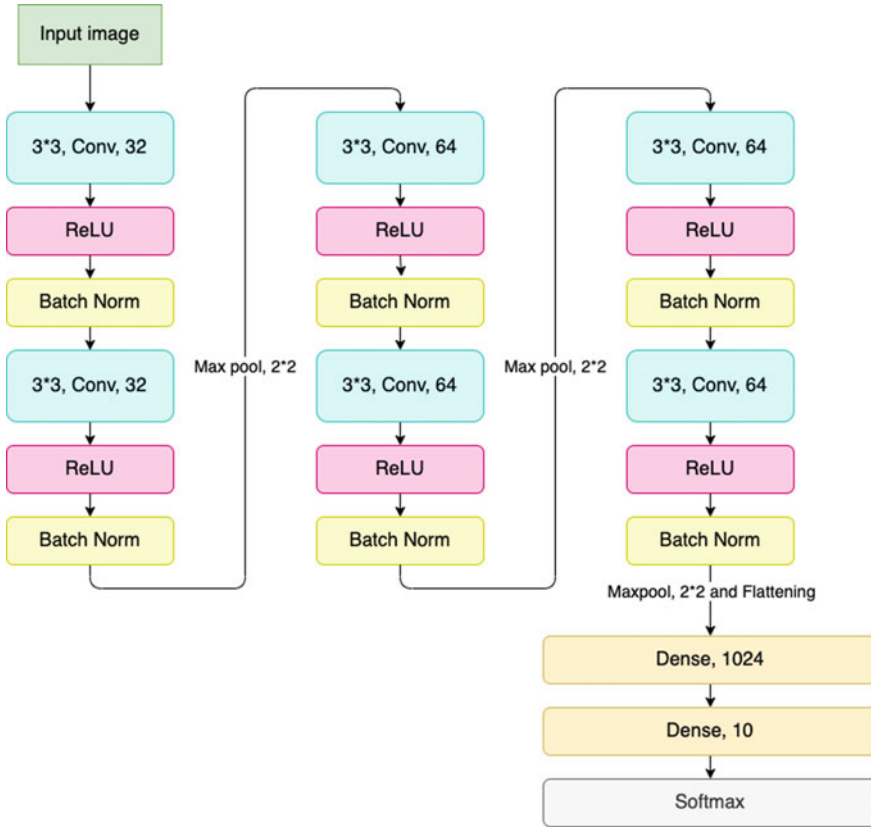 Input image
3*3, Conv, 32
ReLU
Batch Norm
3*3, Conv, 32
ReLU
Batch Norm
Max pool, 2*2
3*3, Conv, 64
ReLU
Batch Norm
3*3, Conv, 64
ReLU
Batch Norm
Max pool, 2*2
3*3, Conv, 64
ReLU
Batch Norm
3*3, Conv, 64
ReLU
Batch Norm
Maxpool, 2*2 and Flattening
Dense, 1024
Dense, 10
Softmax